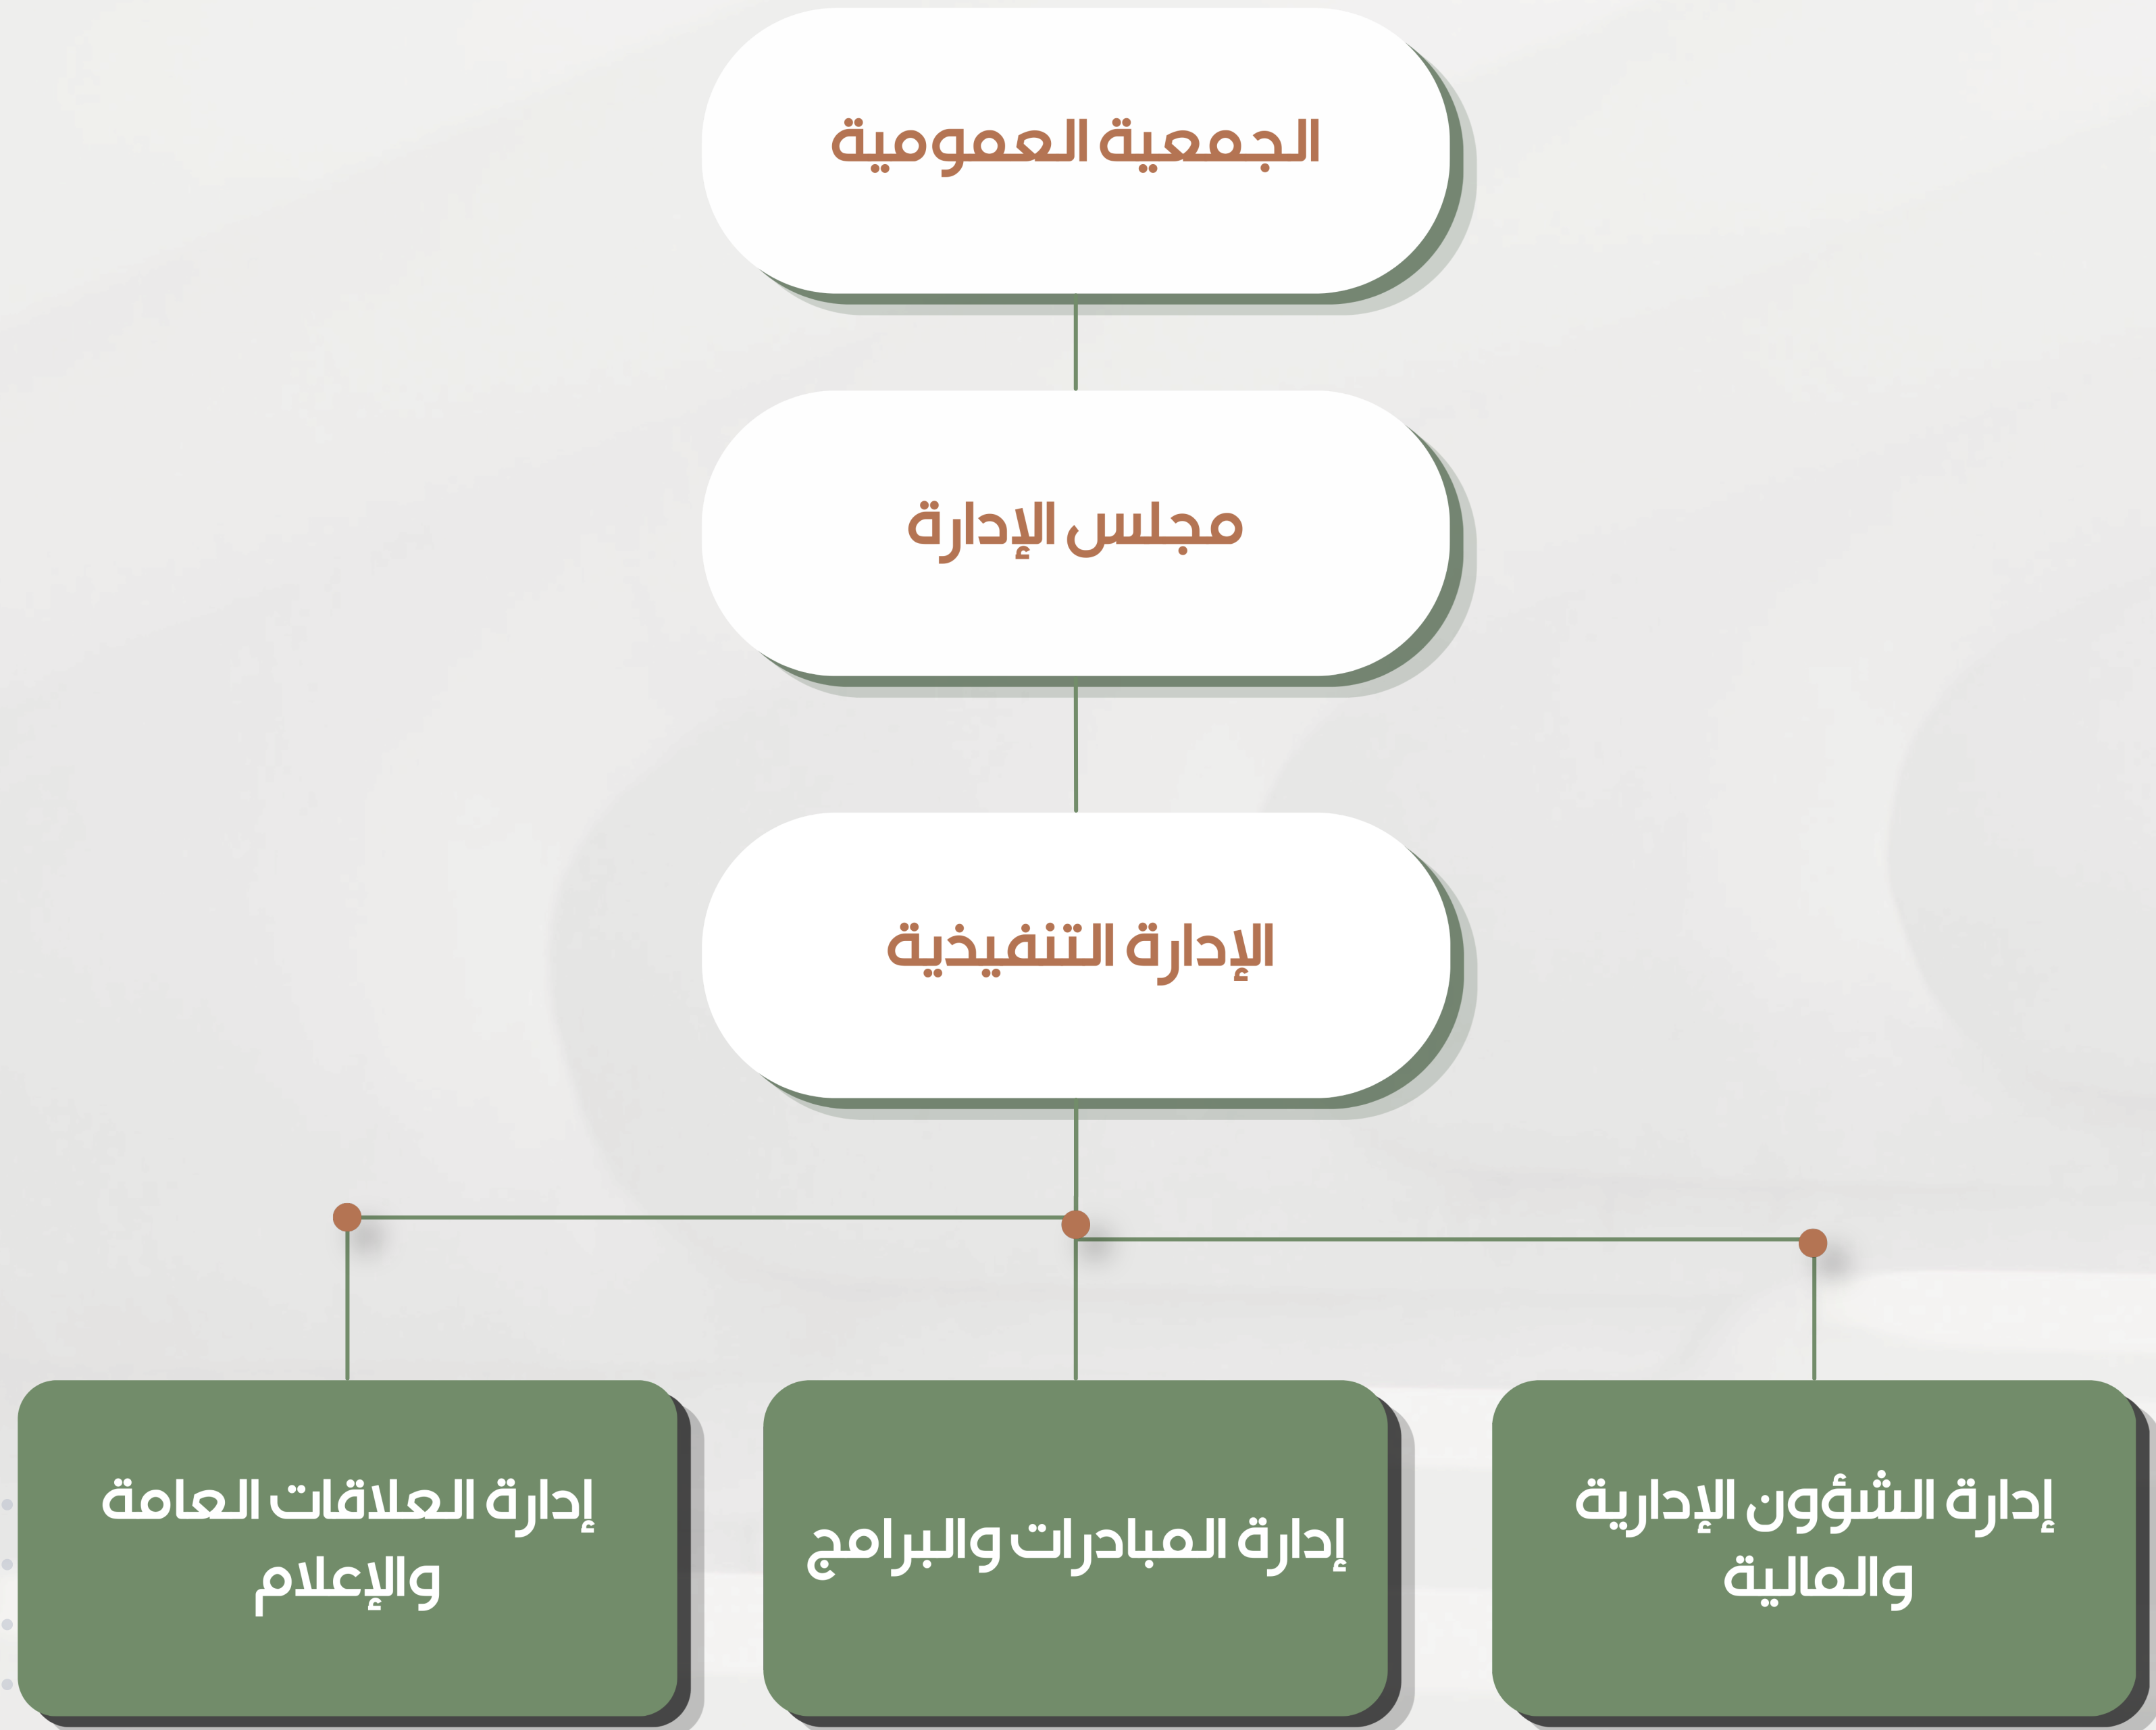 الجمعية العمومية
مجلس الإدارة
الإدارة التنفيذية
إدارة الشؤون الإدارية
والمالية
إدارة المبادرات والبرامج
إدارة العلاقات العامة
والإعلام